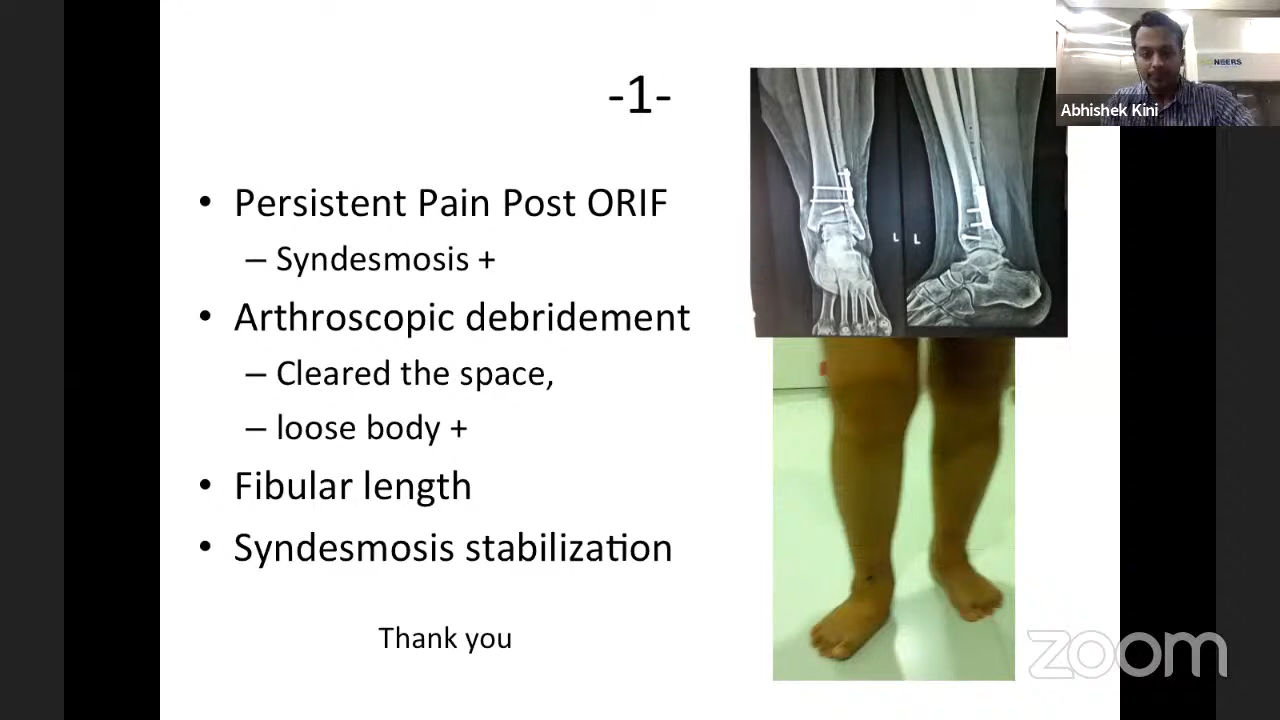 -1-
• Persistent Pain Post ORIF
– Syndesmosis +
• Arthroscopic debridement
– Cleared the space,
– loose body +
• Fibular length
• Syndesmosis stabilization
Thank you
L L
NEERS
Abhishek Kini
zoom